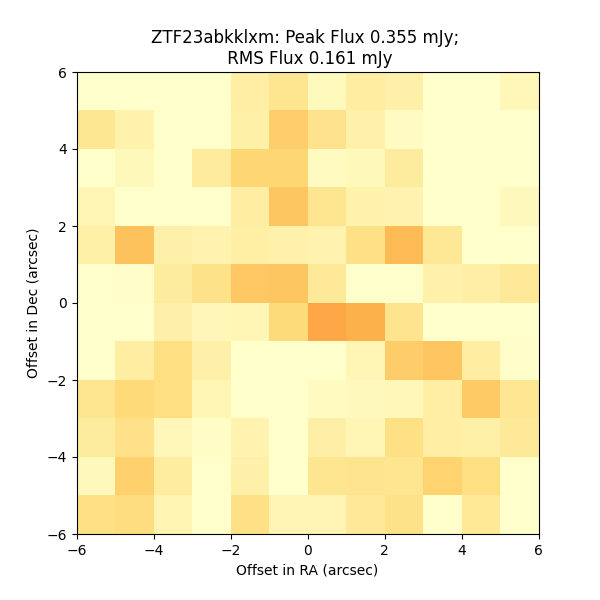 ZTF23abkklxm: Peak Flux 0.355 mJy;
RMS Flux 0.161 mJy
6
4
2
0
−2
−4
−6
Offset in Dec (arcsec)
−6 −4 −2 0 2 4 6
Offset in RA (arcsec)